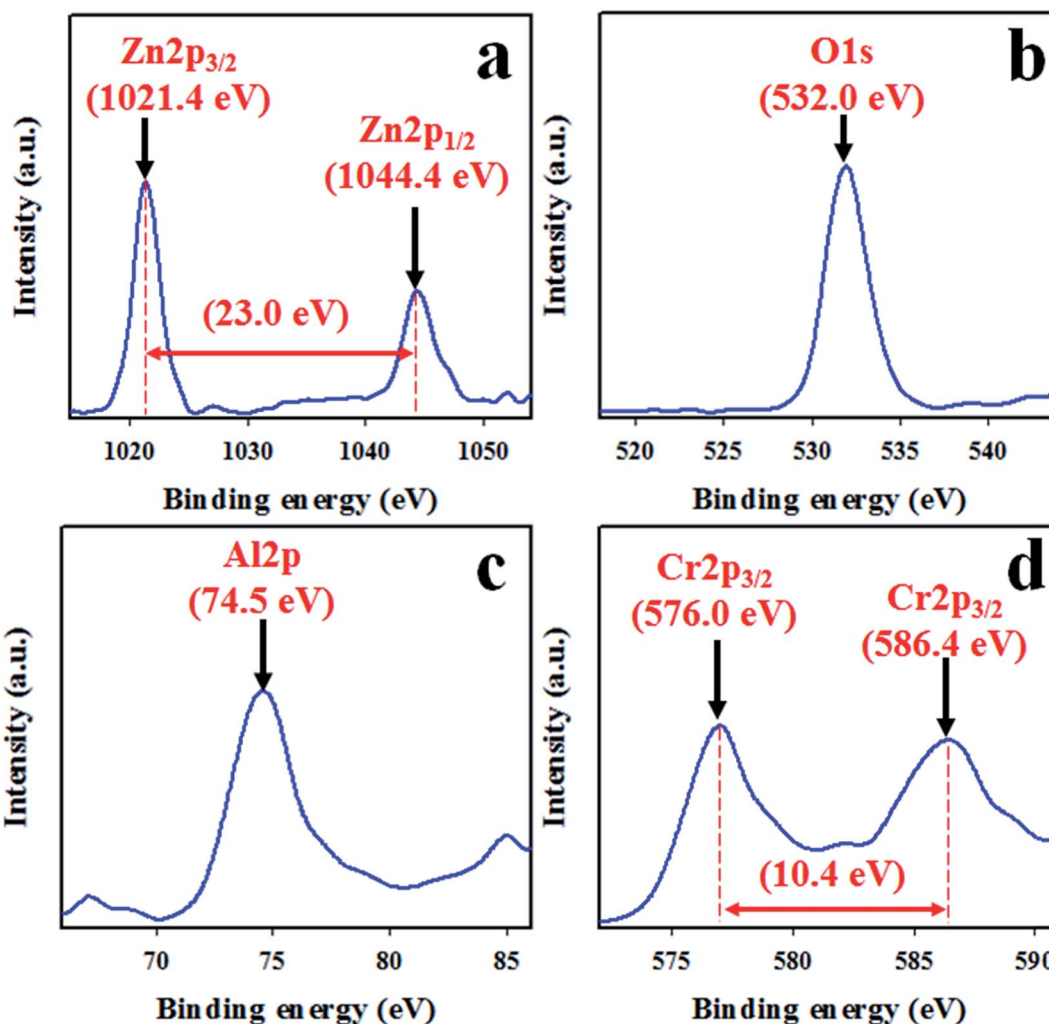 a
Zn2p3/2
(1021.4 eV)
Zn2p1/2
(1044.4 eV)
(23.0 eV)
Intensity (a.u.)
1020 1030 1040 1050
Binding energy (eV)
b
O1s
(532.0 eV)
Intensity (a.u.)
520 525 530 535 540
Binding energy (eV)
c
Al2p
(74.5 eV)
Intensity (a.u.)
70 75 80 85
Binding energy (eV)
d
Cr2p3/2
(576.0 eV)
Cr2p3/2
(586.4 eV)
(10.4 eV)
Intensity (a.u.)
575 580 585 590
Binding energy (eV)